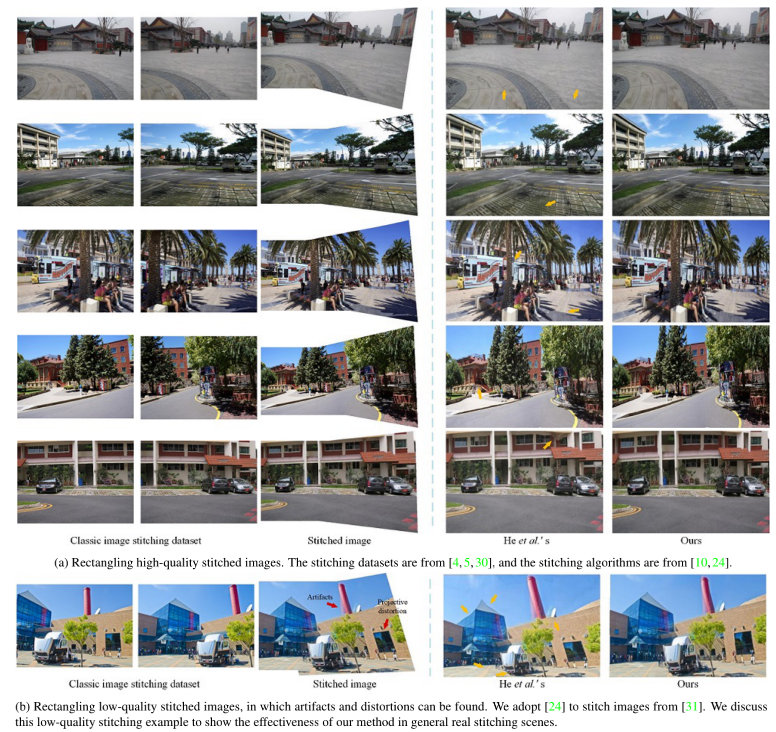 Classic image stitching dataset Stitched image He et al.' s Ours
(a) Rectangling high-quality stitched images. The stitching datasets are from [4,5,30], and the stitching algorithms are from [10,24].
Artifacts
Projective
distortion
Classic image stitching dataset Stitched image He et al.' s Ours
(b) Rectangling low-quality stitched images, in which artifacts and distortions can be found. We adopt [24] to stitch images from [31]. We discuss
this low-quality stitching example to show the effectiveness of our method in general real stitching scenes.